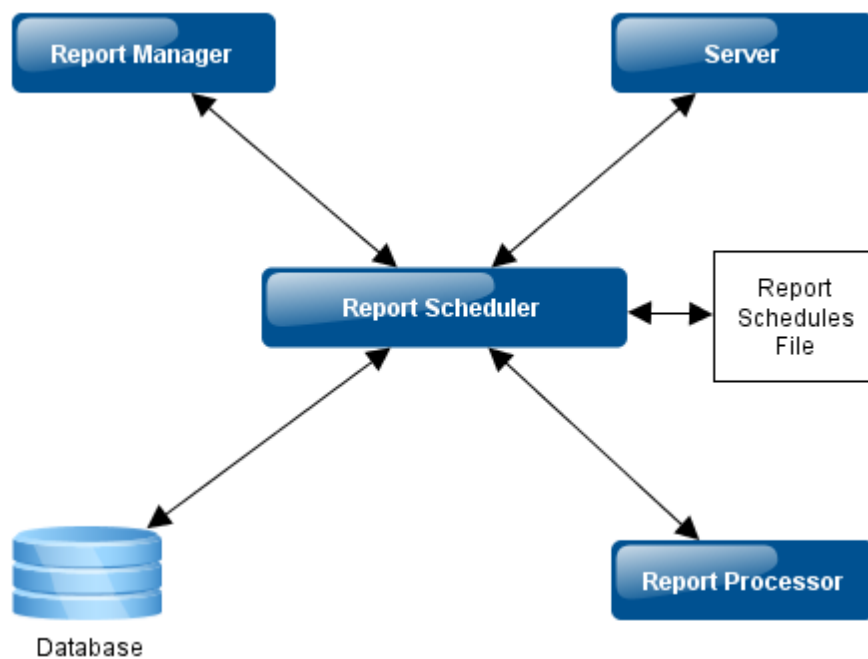 Report Manager
Server
Report Scheduler
Report
Schedules
File
Report Processor
Database